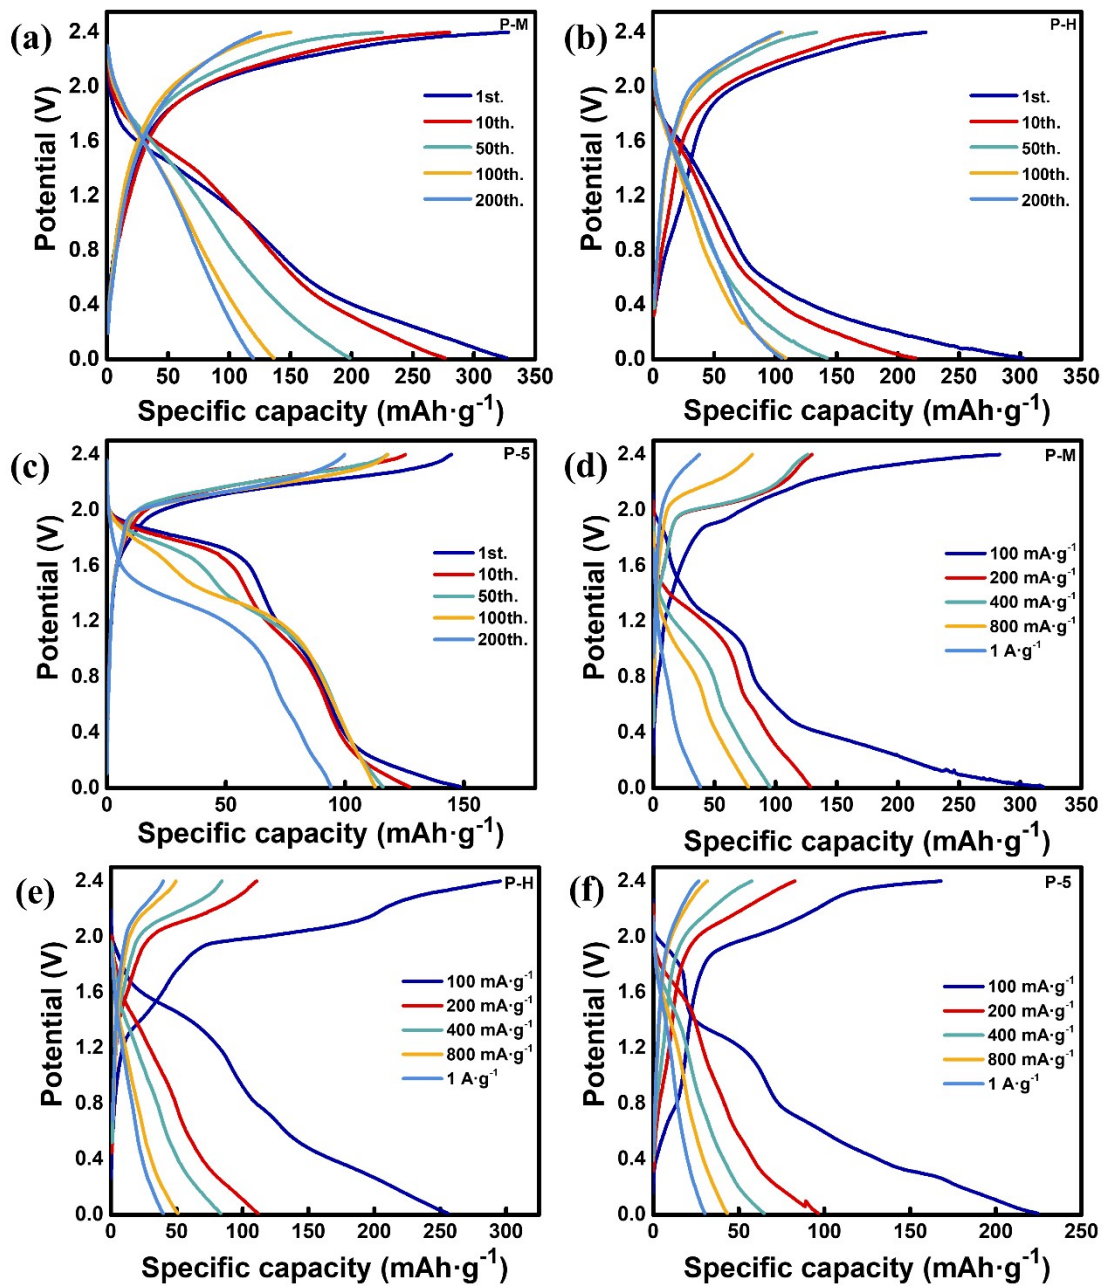 (a)
P-M
2.4
2.0
1.6
1.2
0.8
0.4
0.0
Potential (V)
1st.
10th.
50th.
100th.
200th.
0 50 100 150 200 250 300 350
Specific capacity (mAh·g⁻¹)
(b)
P-H
2.4
2.0
1.6
1.2
0.8
0.4
0.0
Potential (V)
1st.
10th.
50th.
100th.
200th.
0 50 100 150 200 250 300 350
Specific capacity (mAh·g⁻¹)
(c)
P-5
2.4
2.0
1.6
1.2
0.8
0.4
0.0
Potential (V)
1st.
10th.
50th.
100th.
200th.
0 50 100 150
Specific capacity (mAh·g⁻¹)
(d)
P-M
2.4
2.0
1.6
1.2
0.8
0.4
0.0
Potential (V)
100 mA·g⁻¹
200 mA·g⁻¹
400 mA·g⁻¹
800 mA·g⁻¹
1 A·g⁻¹
0 50 100 150 200 250 300 350
Specific capacity (mAh·g⁻¹)
(e)
P-H
2.4
2.0
1.6
1.2
0.8
0.4
0.0
Potential (V)
100 mA·g⁻¹
200 mA·g⁻¹
400 mA·g⁻¹
800 mA·g⁻¹
1 A·g⁻¹
0 50 100 150 200 250 300
Specific capacity (mAh·g⁻¹)
(f)
P-5
2.4
2.0
1.6
1.2
0.8
0.4
0.0
Potential (V)
100 mA·g⁻¹
200 mA·g⁻¹
400 mA·g⁻¹
800 mA·g⁻¹
1 A·g⁻¹
0 50 100 150 200 250
Specific capacity (mAh·g⁻¹)